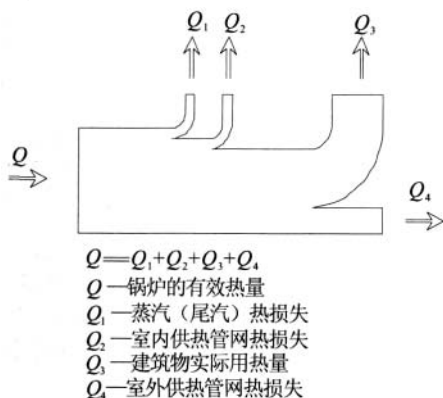 Q₁ Q₂ Q₃
Q
Q₄
Q=Q₁+Q₂+Q₃+Q₄
Q—锅炉的有效热量
Q₁—蒸汽（尾汽）热损失
Q₂—室内供热管网热损失
Q₃—建筑物实际用热量
Q₄—室外供热管网热损失